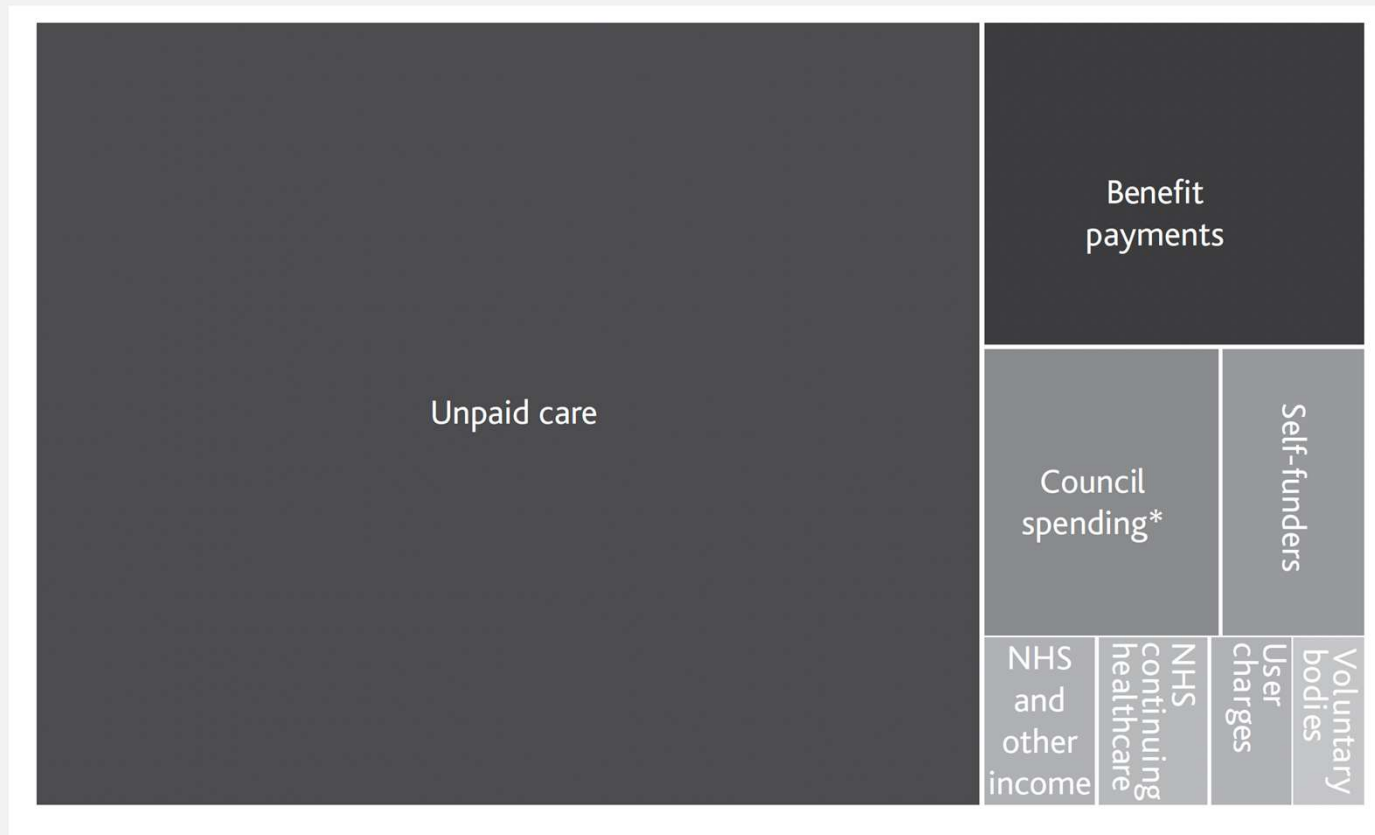 Unpaid care
Benefit
payments
Council
spending*
Self-funders
NHS
and
other
income
NHS
continuing
healthcare
User
charges
Voluntary
bodies